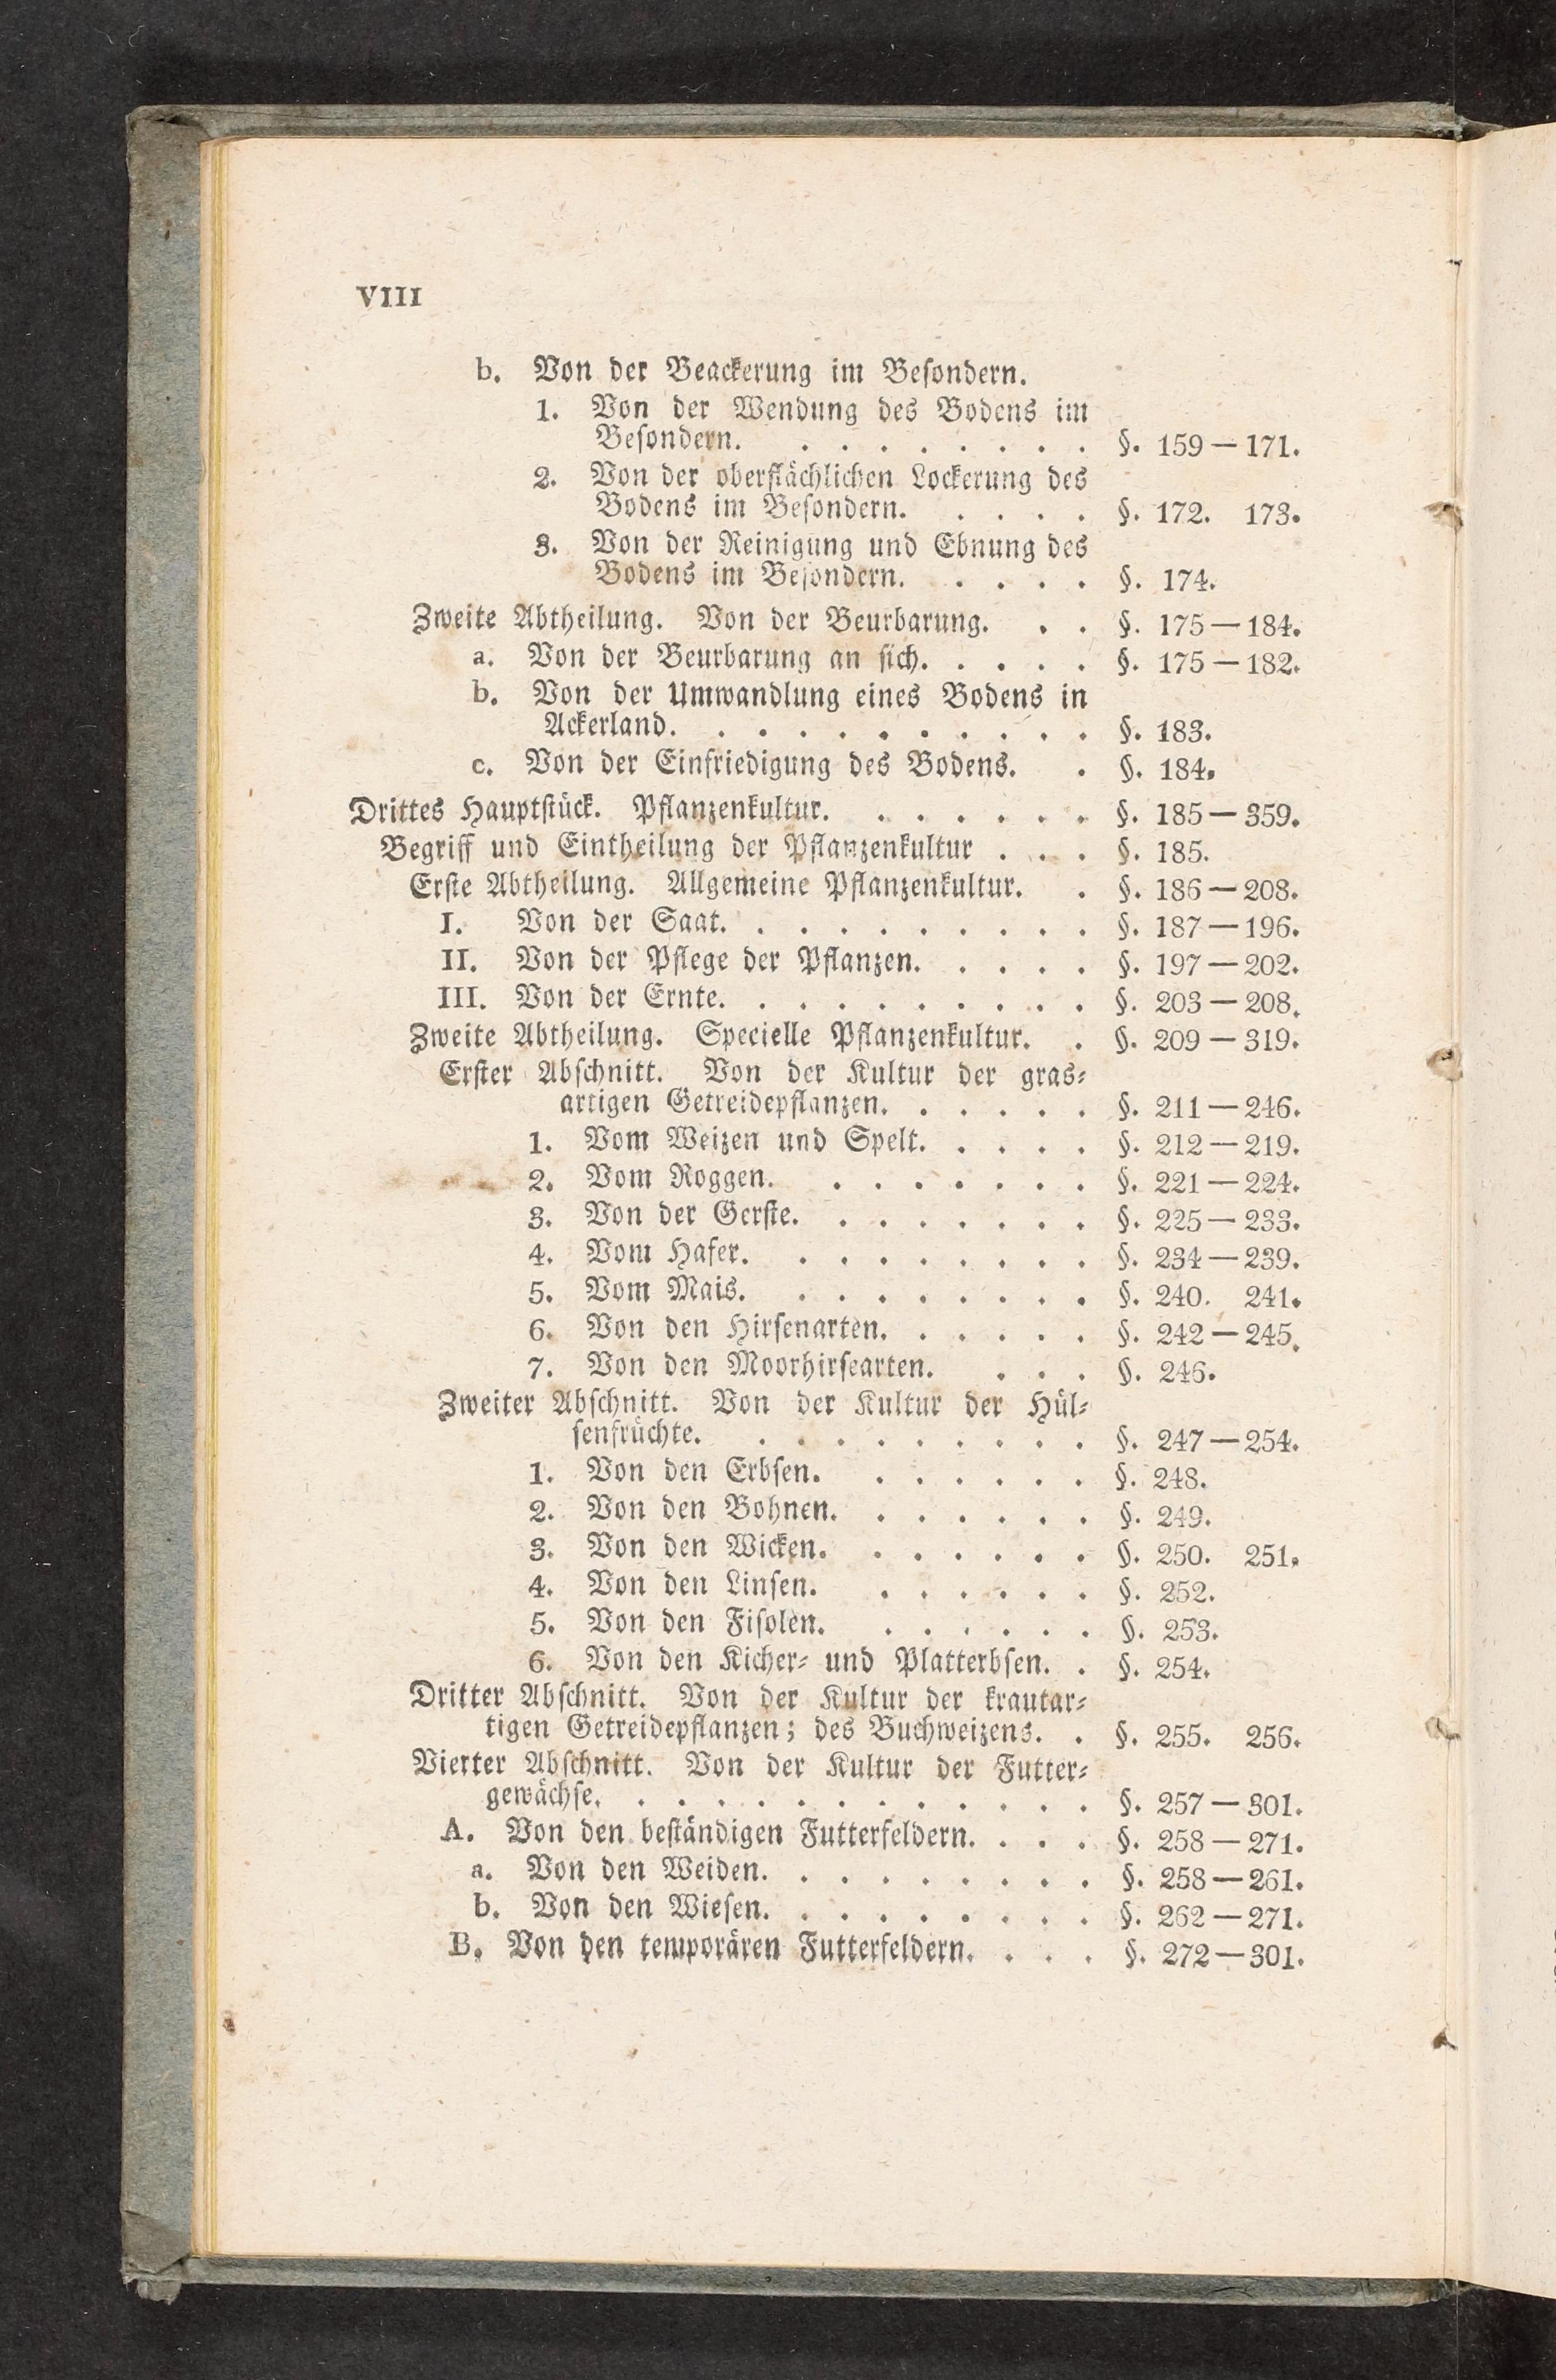 VIII
b. Von der Beackerung im Beſondern.
1. Von der Wendung des Bodens im
Beſondern. . . . . . . . . §. 159 — 171.
2. Von der oberflächlichen Lockerung des
Bodens im Beſondern. . . . . §. 172. 173.
3. Von der Reinigung und Ebnung des
Bodens im Beſondern. . . . . §. 174.
Zweite Abtheilung. Von der Beurbarung. . . §. 175 — 184.
a. Von der Beurbarung an ſich. . . . . §. 175 — 182.
b. Von der Umwandlung eines Bodens in
Ackerland. . . . . . . . . . . §. 183.
c. Von der Einfriedigung des Bodens. . §. 184.
Drittes Hauptſtück. Pflanzenkultur. . . . . . . §. 185 — 359.
Begriff und Eintheilung der Pflanzenkultur . . . §. 185.
Erſte Abtheilung. Allgemeine Pflanzenkultur. . §. 186 — 208.
I. Von der Saat. . . . . . . . . . §. 187 — 196.
II. Von der Pflege der Pflanzen. . . . . §. 197 — 202.
III. Von der Ernte. . . . . . . . . . §. 203 — 208.
Zweite Abtheilung. Specielle Pflanzenkultur. . §. 209 — 319.
Erſter Abſchnitt. Von der Kultur der gras⸗
artigen Getreidepflanzen. . . . . . §. 211 — 246.
1. Vom Weizen und Spelt. . . . . §. 212 — 219.
2. Vom Roggen. . . . . . . . §. 221 — 224.
3. Von der Gerſte. . . . . . . . §. 225 — 233.
4. Vom Hafer. . . . . . . . . §. 234 — 239.
5. Vom Mais. . . . . . . . . §. 240. 241.
6. Von den Hirſenarten. . . . . . §. 242 — 245.
7. Von den Moorhirſearten. . . . §. 246.
Zweiter Abſchnitt. Von der Kultur der Hül⸗
ſenfrüchte. . . . . . . . . . §. 247 — 254.
1. Von den Erbſen. . . . . . . §. 248.
2. Von den Bohnen. . . . . . . §. 249.
3. Von den Wicken. . . . . . . §. 250. 251.
4. Von den Linſen. . . . . . . §. 252.
5. Von den Fiſolen. . . . . . . §. 253.
6. Von den Kicher⸗ und Platterbſen. . §. 254.
Dritter Abſchnitt. Von der Kultur der krautar⸗
tigen Getreidepflanzen; des Buchweizens. . §. 255. 256.
Vierter Abſchnitt. Von der Kultur der Futter⸗
gewächſe. . . . . . . . . . . . . §. 257 — 301.
A. Von den beſtändigen Futterfeldern. . . . §. 258 — 271.
a. Von den Weiden. . . . . . . . . §. 258 — 261.
b. Von den Wieſen. . . . . . . . . §. 262 — 271.
B. Von den temporären Futterfeldern. . . . §. 272 — 301.